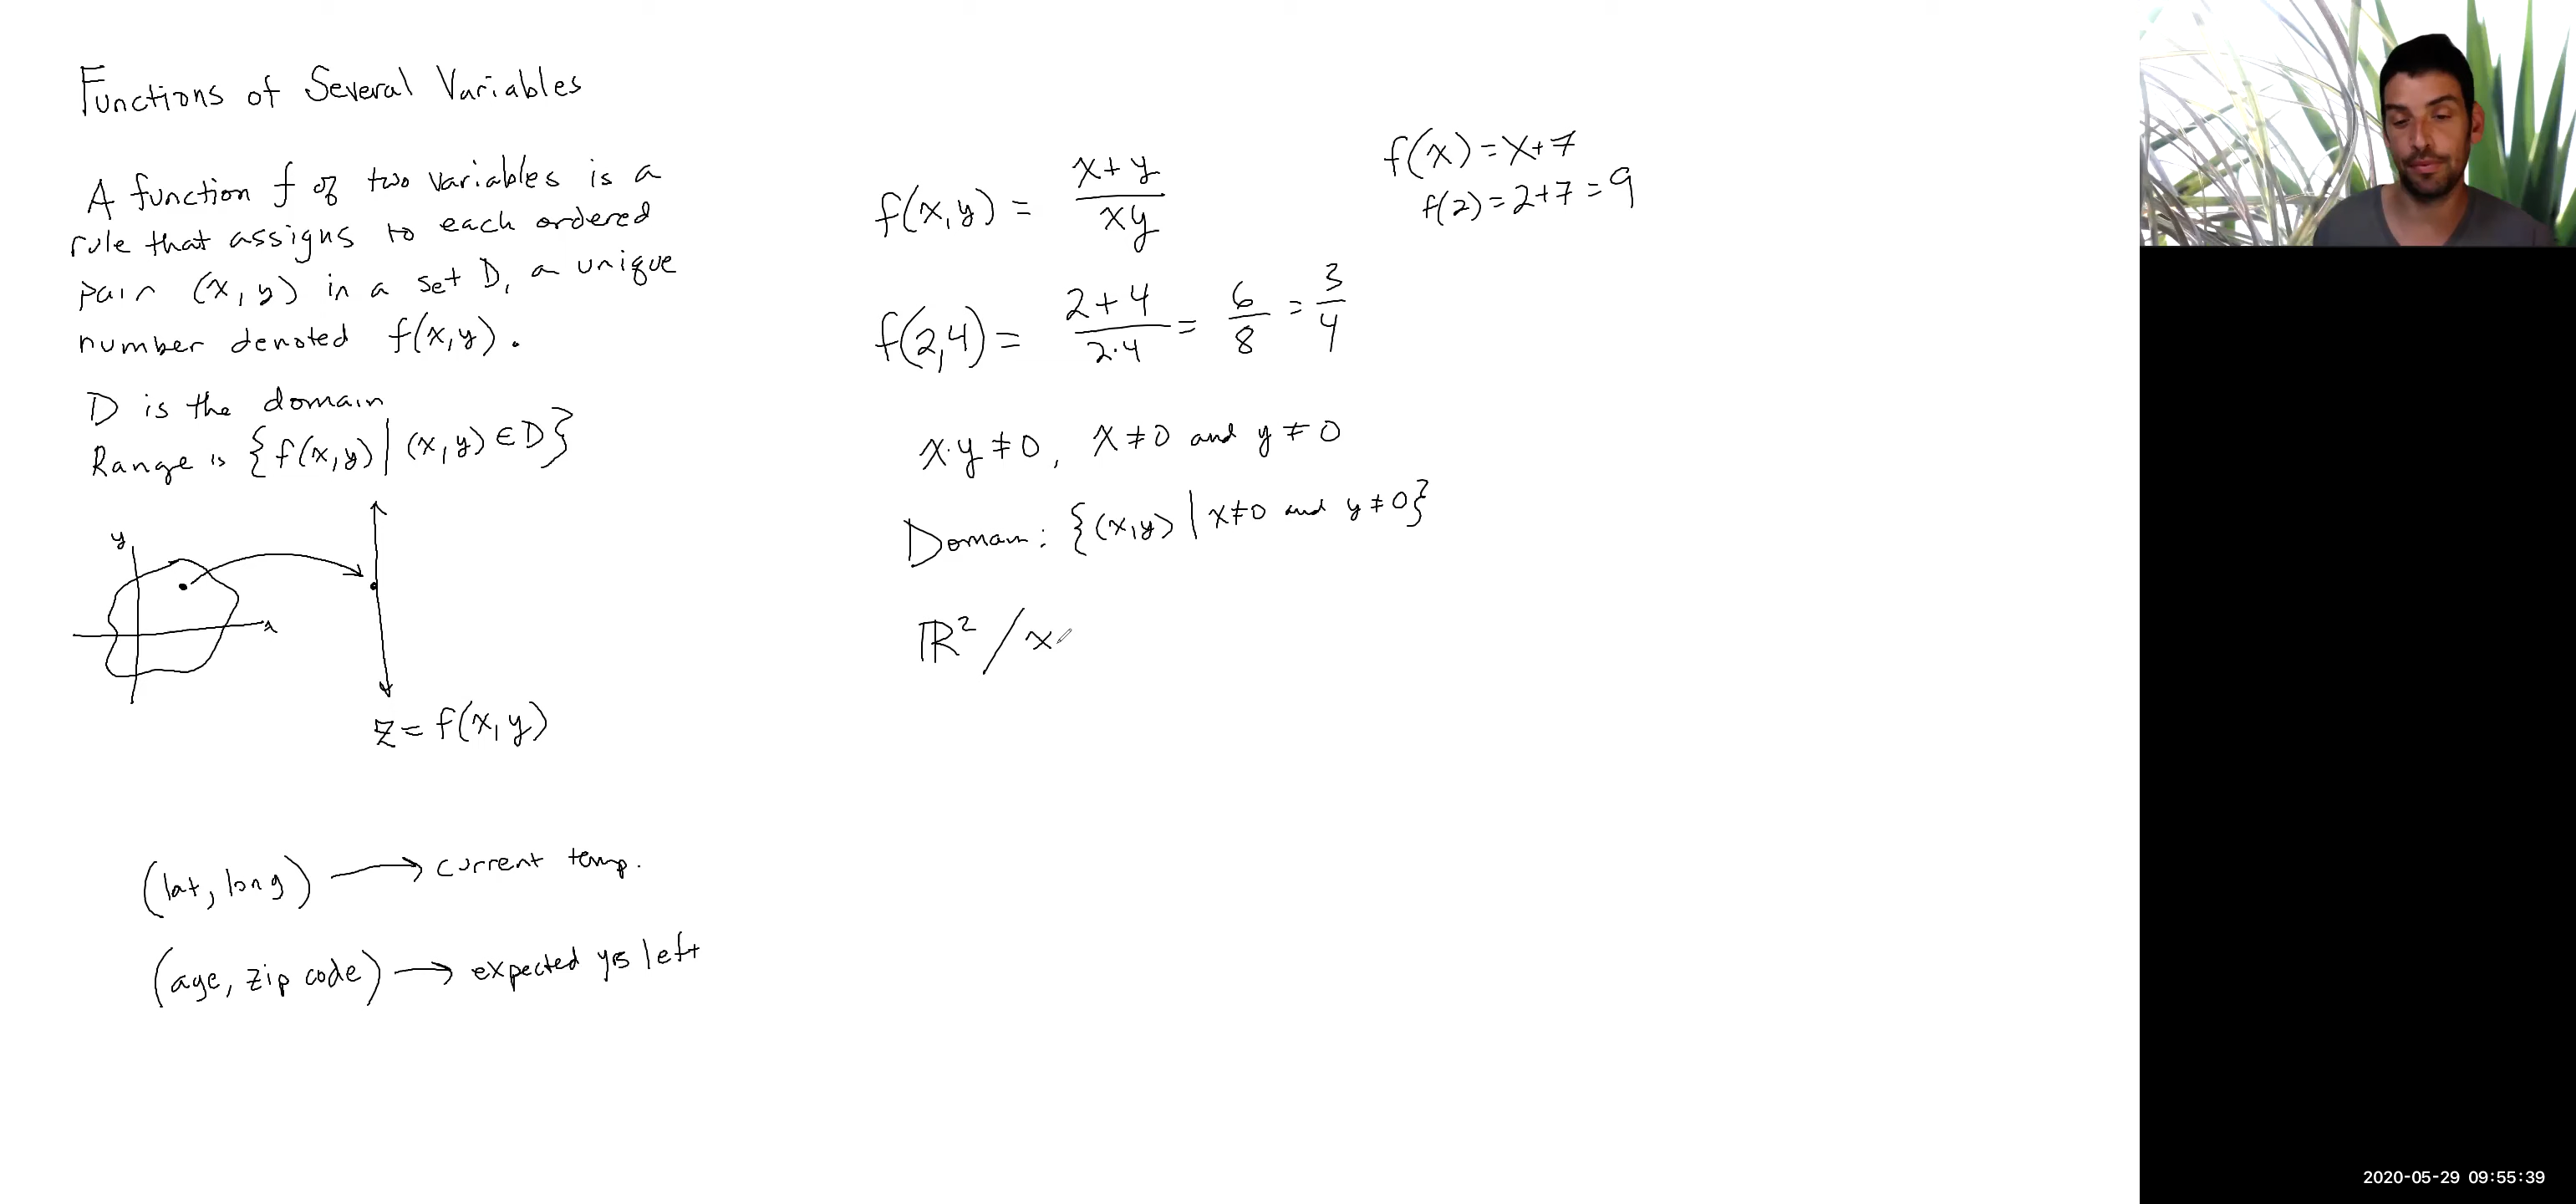 Functions of Several Variables
A function f of two variables is a
rule that assigns to each ordered
pair (x, y) in a set D, a unique
number denoted f(x,y).
D is the domain
Range is {f(x,y) | (x,y) ∈ D}
y
x
z = f(x,y)
(lat, long) → current temp.
(age, zip code) → expected yrs left
f(x,y) = x+y / xy
f(2,4) = 2+4 / 2·4 = 6/8 = 3/4
x·y ≠ 0, x ≠ 0 and y ≠ 0
Domain: {(x,y) | x≠0 and y≠0}
ℝ² / x
f(x) = x+7
f(2) = 2+7 = 9
2020-05-29 09:55:39